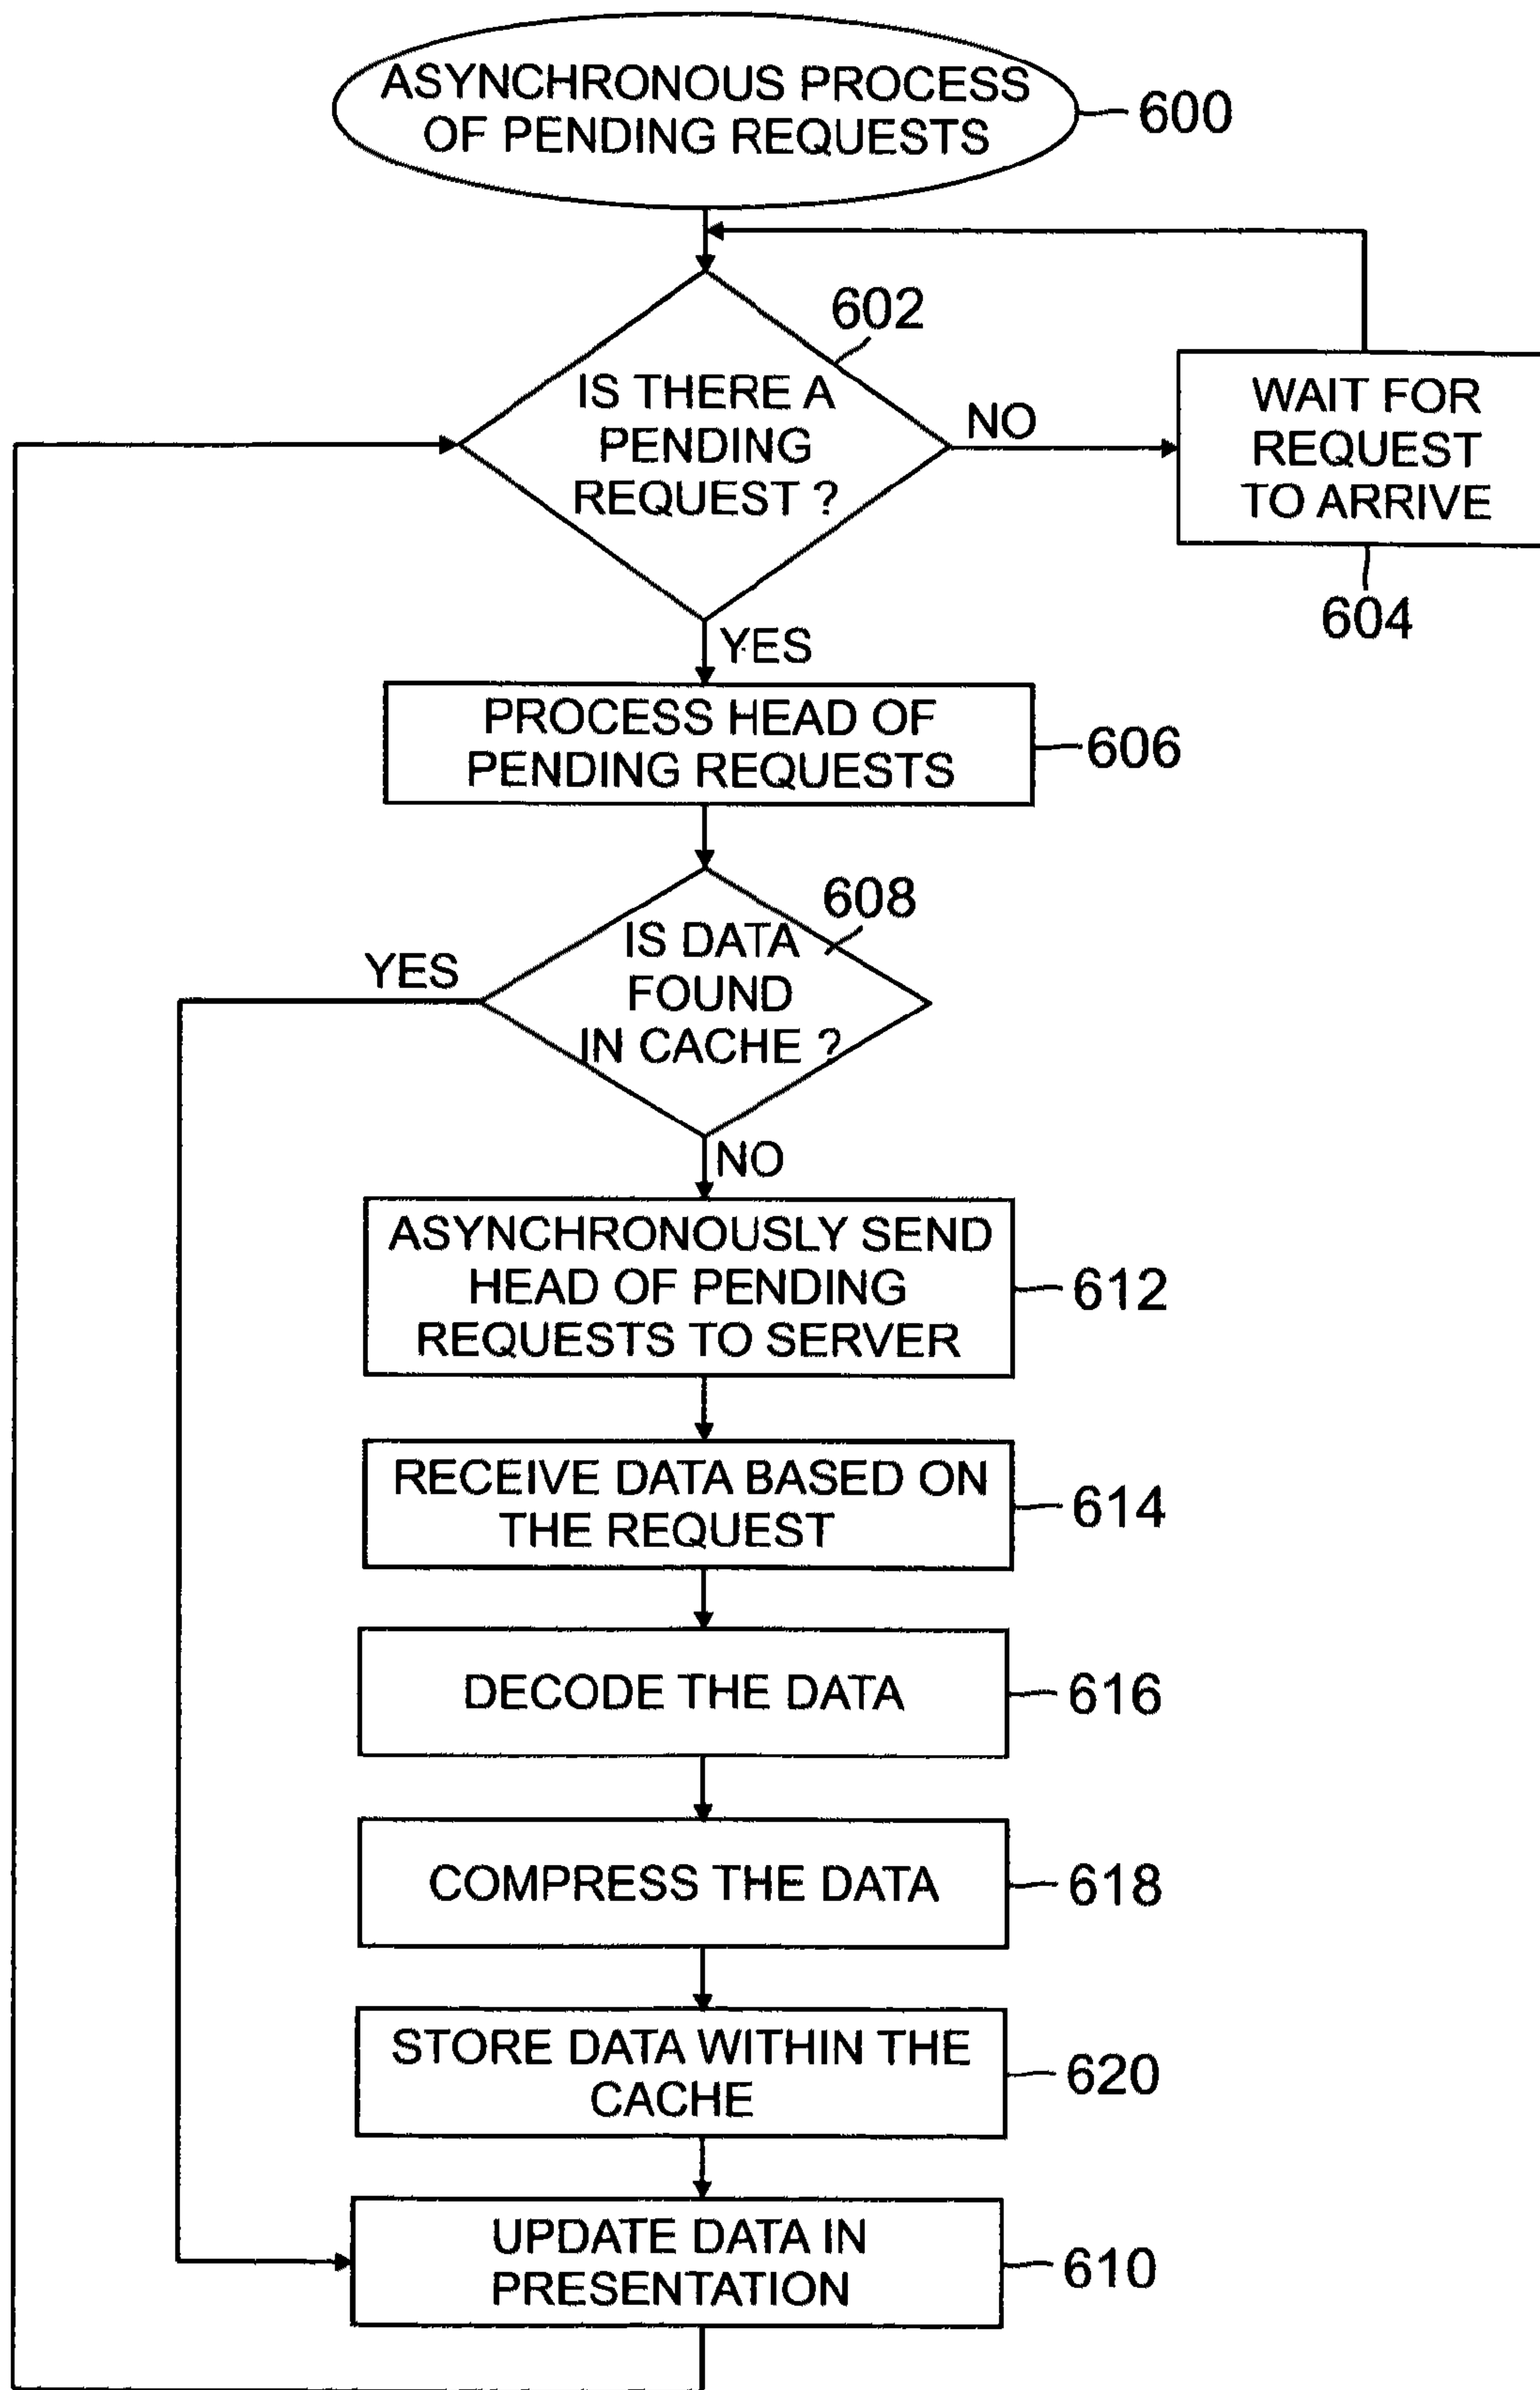 ASYNCHRONOUS PROCESS
OF PENDING REQUESTS
600
602
IS THERE A
PENDING
REQUEST ?
NO
WAIT FOR
REQUEST
TO ARRIVE
604
YES
PROCESS HEAD OF
PENDING REQUESTS
606
608
IS DATA
FOUND
IN CACHE ?
YES
NO
ASYNCHRONOUSLY SEND
HEAD OF PENDING
REQUESTS TO SERVER
612
RECEIVE DATA BASED ON
THE REQUEST
614
DECODE THE DATA
616
COMPRESS THE DATA
618
STORE DATA WITHIN THE
CACHE
620
UPDATE DATA IN
PRESENTATION
610